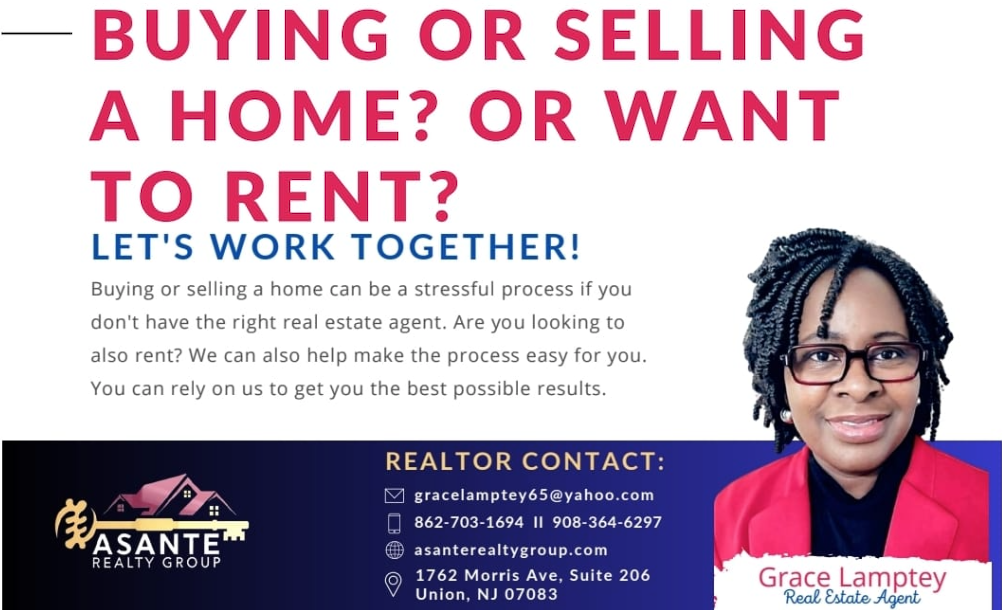 BUYING OR SELLING
A HOME? OR WANT
TO RENT?
LET'S WORK TOGETHER!
Buying or selling a home can be a stressful process if you
don't have the right real estate agent. Are you looking to
also rent? We can also help make the process easy for you.
You can rely on us to get you the best possible results.
ASANTE
REALTY GROUP
REALTOR CONTACT:
gracelamptey65@yahoo.com
862-703-1694 II 908-364-6297
asanterealtygroup.com
1762 Morris Ave, Suite 206
Union, NJ 07083
Grace Lamptey
Real Estate Agent